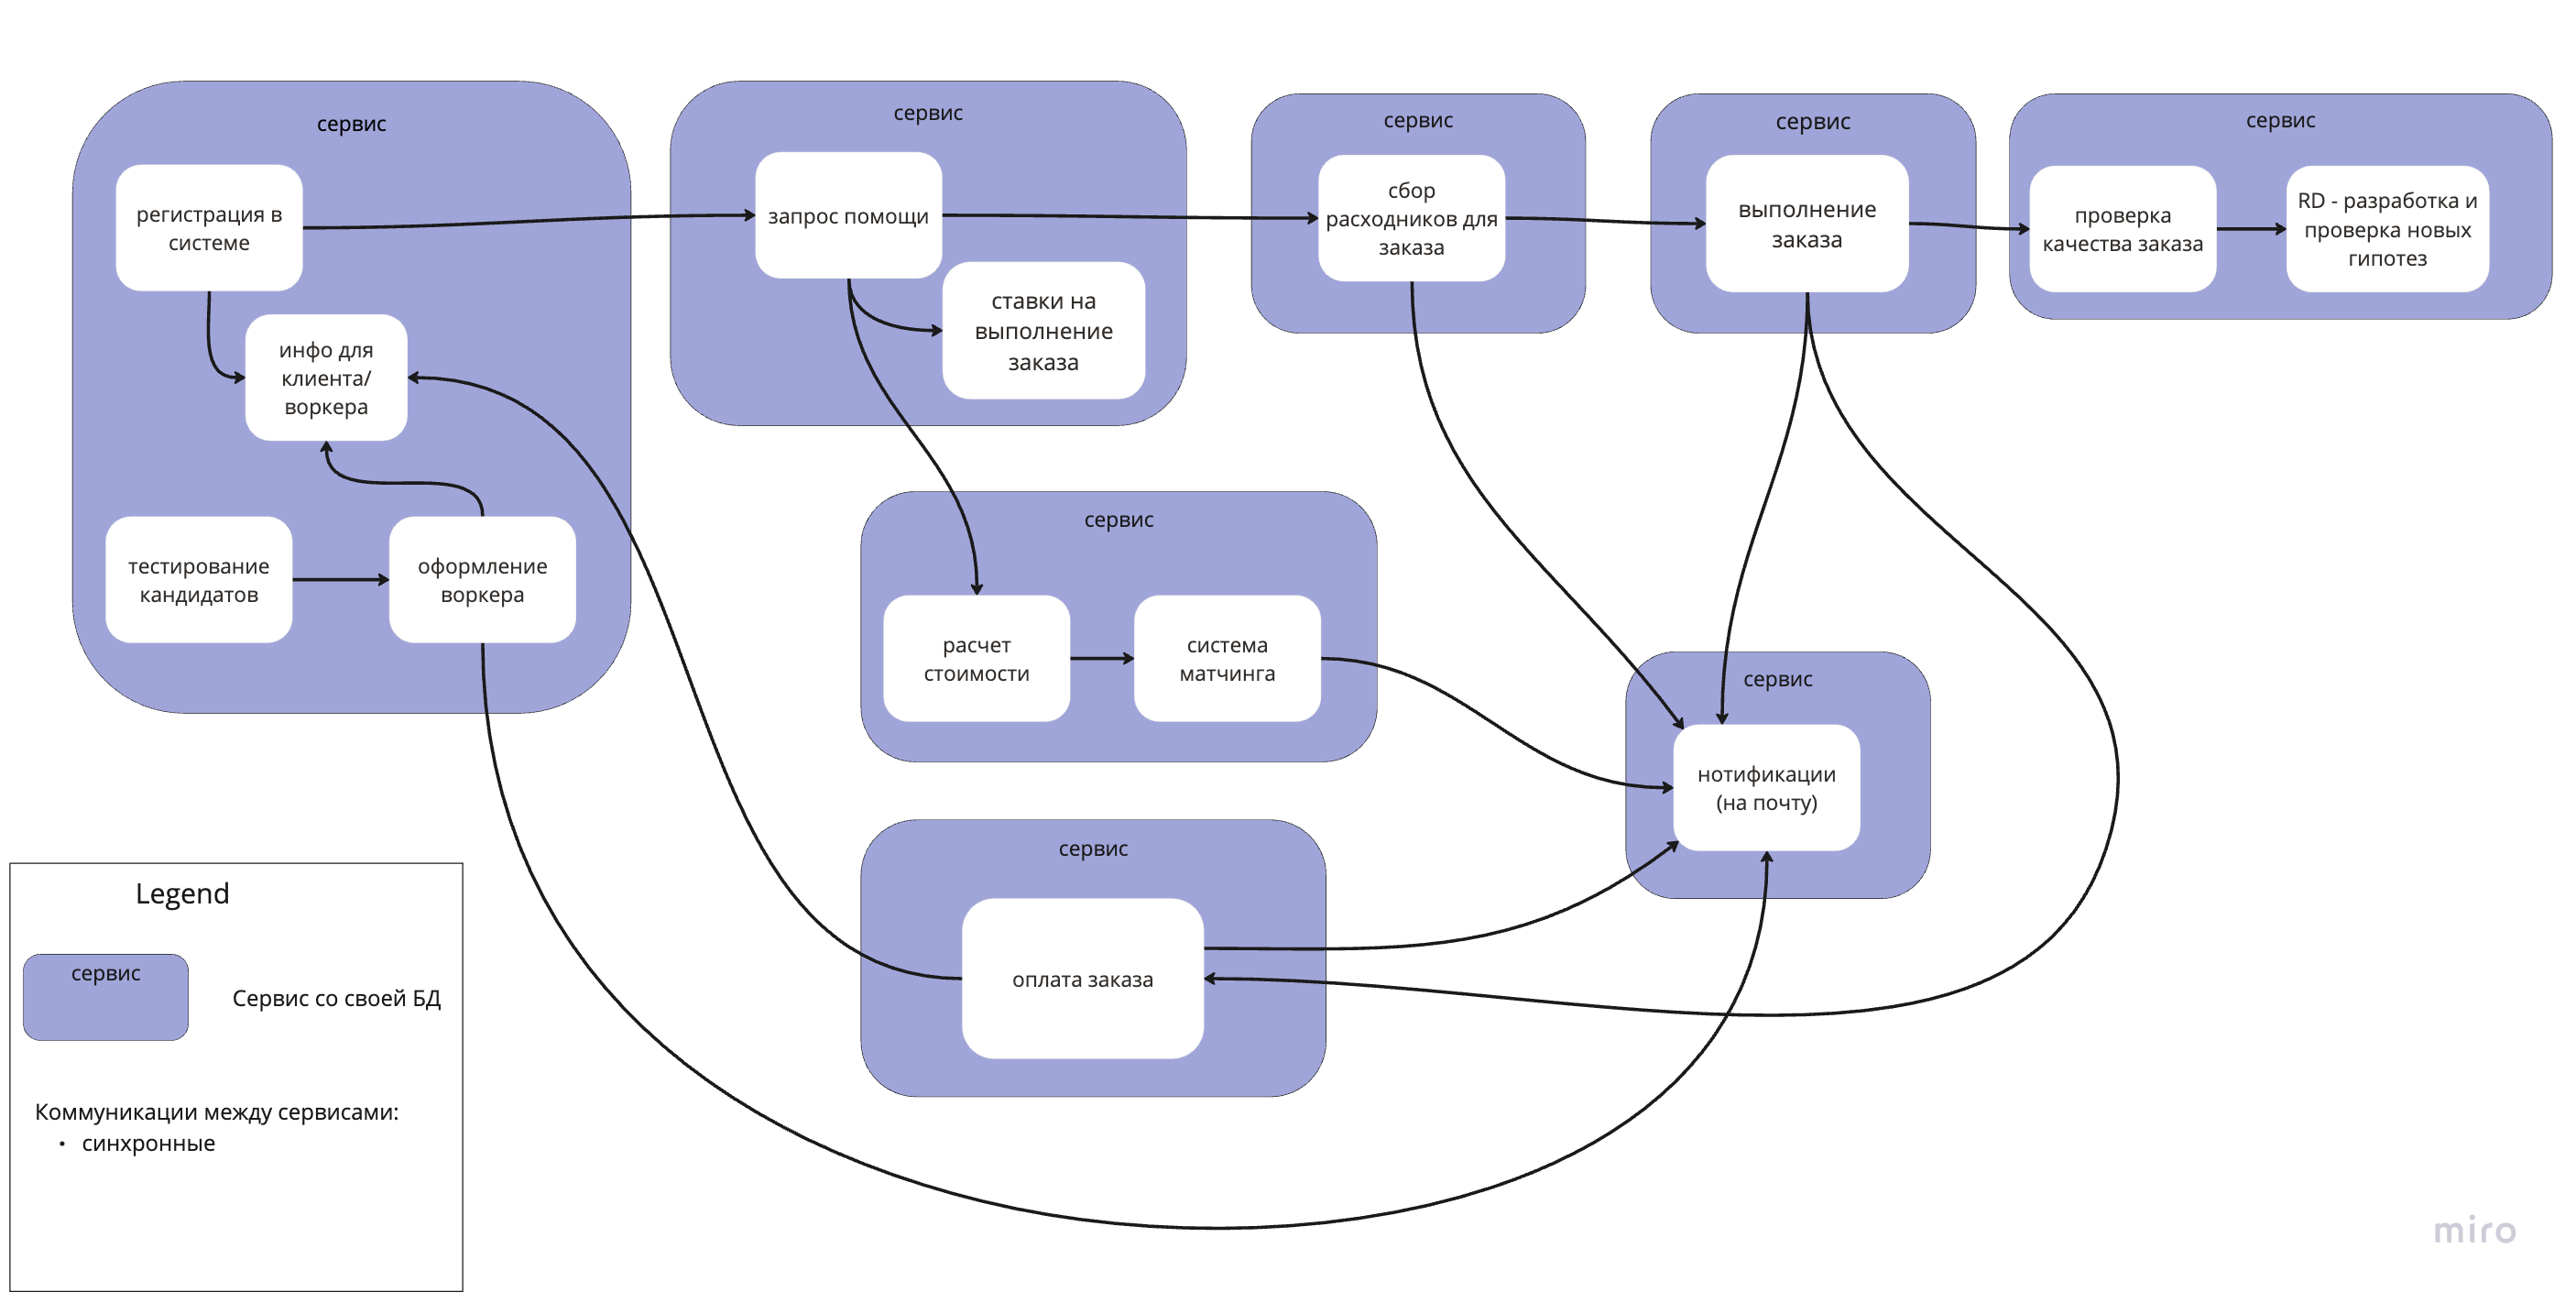 сервис
регистрация в
системе
инфо для
клиента/
воркера
тестирование
кандидатов
оформление
воркера
сервис
запрос помощи
ставки на
выполнение
заказа
сервис
сбор
расходников для
заказа
сервис
выполнение
заказа
сервис
проверка
качества заказа
RD - разработка и
проверка новых
гипотез
сервис
расчет
стоимости
система
матчинга
сервис
нотификации
(на почту)
сервис
оплата заказа
Legend
сервис
Сервис со своей БД
Коммуникации между сервисами:
• синхронные
miro